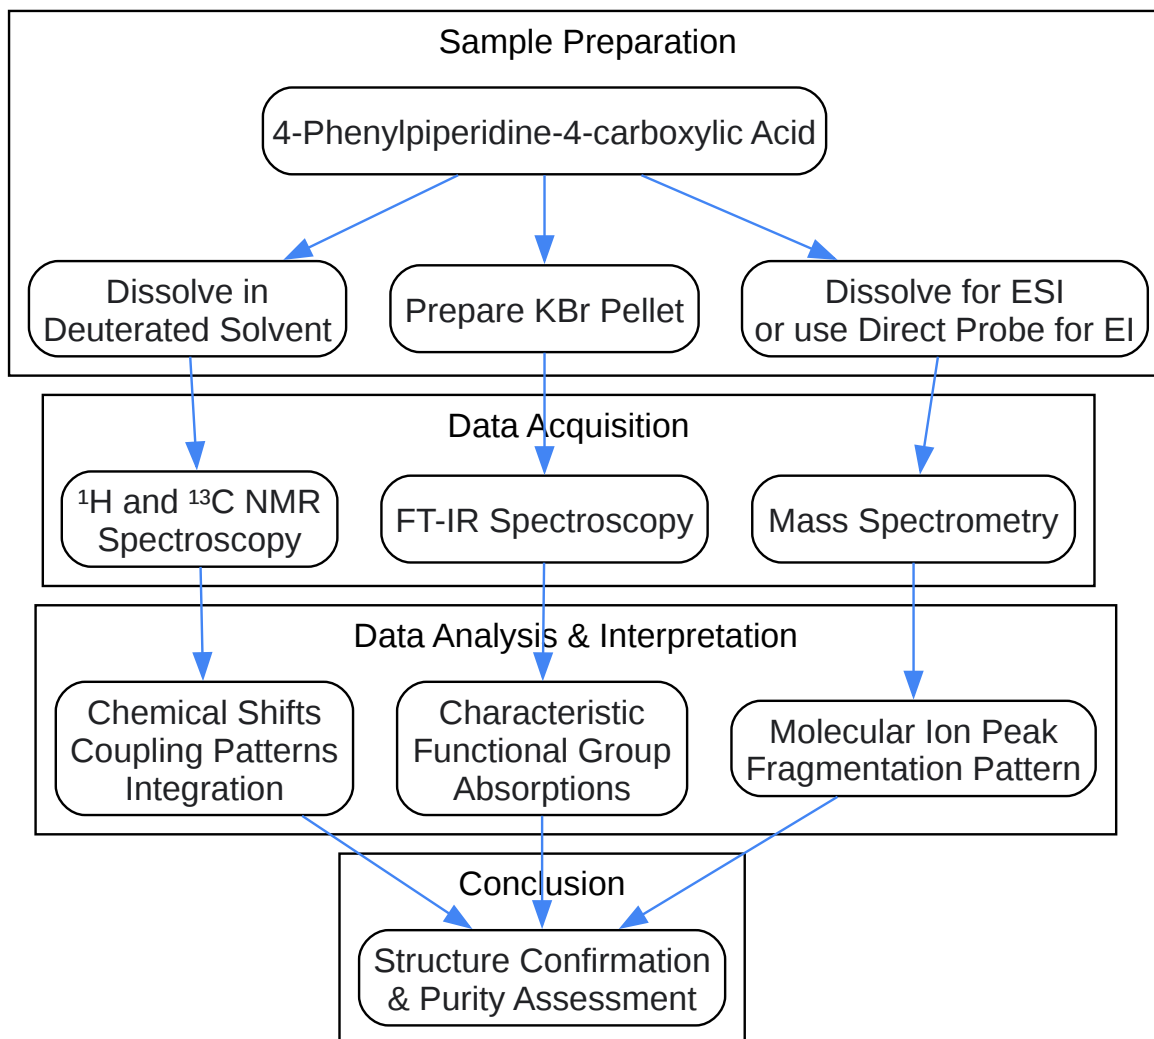 Sample Preparation
4-Phenylpiperidine-4-carboxylic Acid
Dissolve in
Deuterated Solvent
Prepare KBr Pellet
Dissolve for ESI
or use Direct Probe for EI
Data Acquisition
¹H and ¹³C NMR
Spectroscopy
FT-IR Spectroscopy
Mass Spectrometry
Data Analysis & Interpretation
Chemical Shifts
Coupling Patterns
Integration
Characteristic
Functional Group
Absorptions
Molecular Ion Peak
Fragmentation Pattern
Conclusion
Structure Confirmation
& Purity Assessment